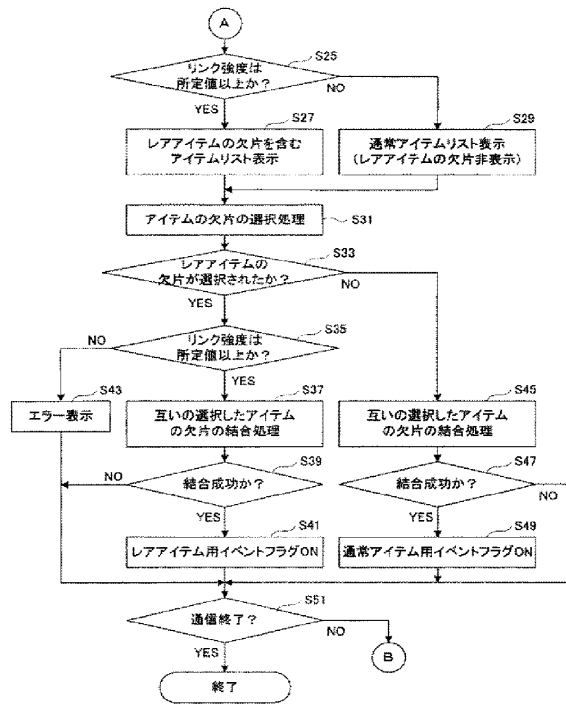 A
S25
リンク強度は
所定値以上か?
NO
YES
S27
レアアイテムの欠片を含む
アイテムリスト表示
S29
通常アイテムリスト表示
(レアアイテムの欠片非表示)
アイテムの欠片の選択処理
S31
S33
レアアイテムの
欠片が選択されたか?
NO
YES
S35
NO
リンク強度は
所定値以上か?
YES
S43
エラー表示
S37
互いの選択したアイテム
の欠片の結合処理
S45
互いの選択したアイテム
の欠片の結合処理
S39
NO
結合成功か?
YES
S47
結合成功か?
NO
YES
S41
レアアイテム用イベントフラグON
S49
通常アイテム用イベントフラグON
S51
通信終了?
NO
YES
B
終了